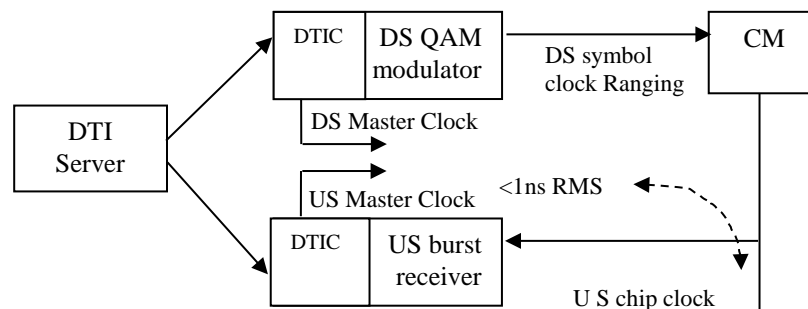 DTIC
DS QAM
modulator
CM
DS symbol
clock Ranging
DTI
Server
DS Master Clock
US Master Clock
<1ns RMS
DTIC
US burst
receiver
U S chip clock